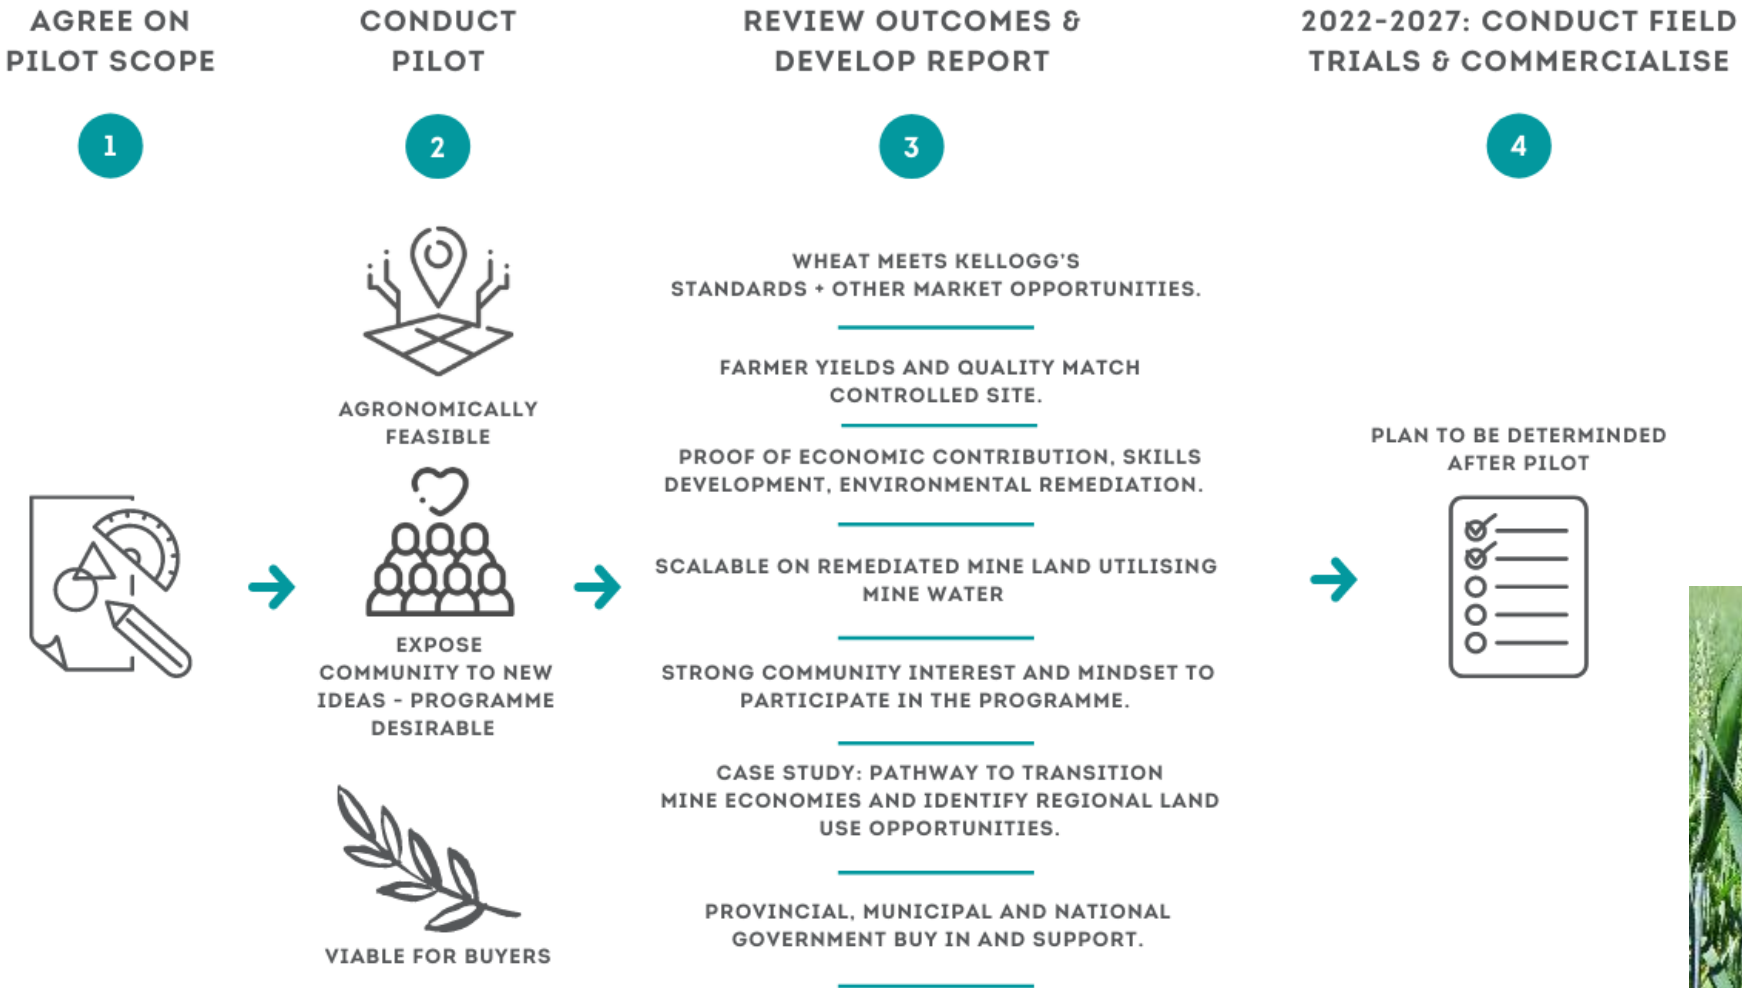 AGREE ON
PILOT SCOPE
1
CONDUCT
PILOT
2
AGRONOMICALLY
FEASIBLE
EXPOSE
COMMUNITY TO NEW
IDEAS - PROGRAMME
DESIRABLE
VIABLE FOR BUYERS
REVIEW OUTCOMES &
DEVELOP REPORT
3
WHEAT MEETS KELLOGG'S
STANDARDS + OTHER MARKET OPPORTUNITIES.
FARMER YIELDS AND QUALITY MATCH
CONTROLLED SITE.
PROOF OF ECONOMIC CONTRIBUTION, SKILLS
DEVELOPMENT, ENVIRONMENTAL REMEDIATION.
SCALABLE ON REMEDIATED MINE LAND UTILISING
MINE WATER
STRONG COMMUNITY INTEREST AND MINDSET TO
PARTICIPATE IN THE PROGRAMME.
CASE STUDY: PATHWAY TO TRANSITION
MINE ECONOMIES AND IDENTIFY REGIONAL LAND
USE OPPORTUNITIES.
PROVINCIAL, MUNICIPAL AND NATIONAL
GOVERNMENT BUY IN AND SUPPORT.
2022-2027: CONDUCT FIELD
TRIALS & COMMERCIALISE
4
PLAN TO BE DETERMINDED
AFTER PILOT